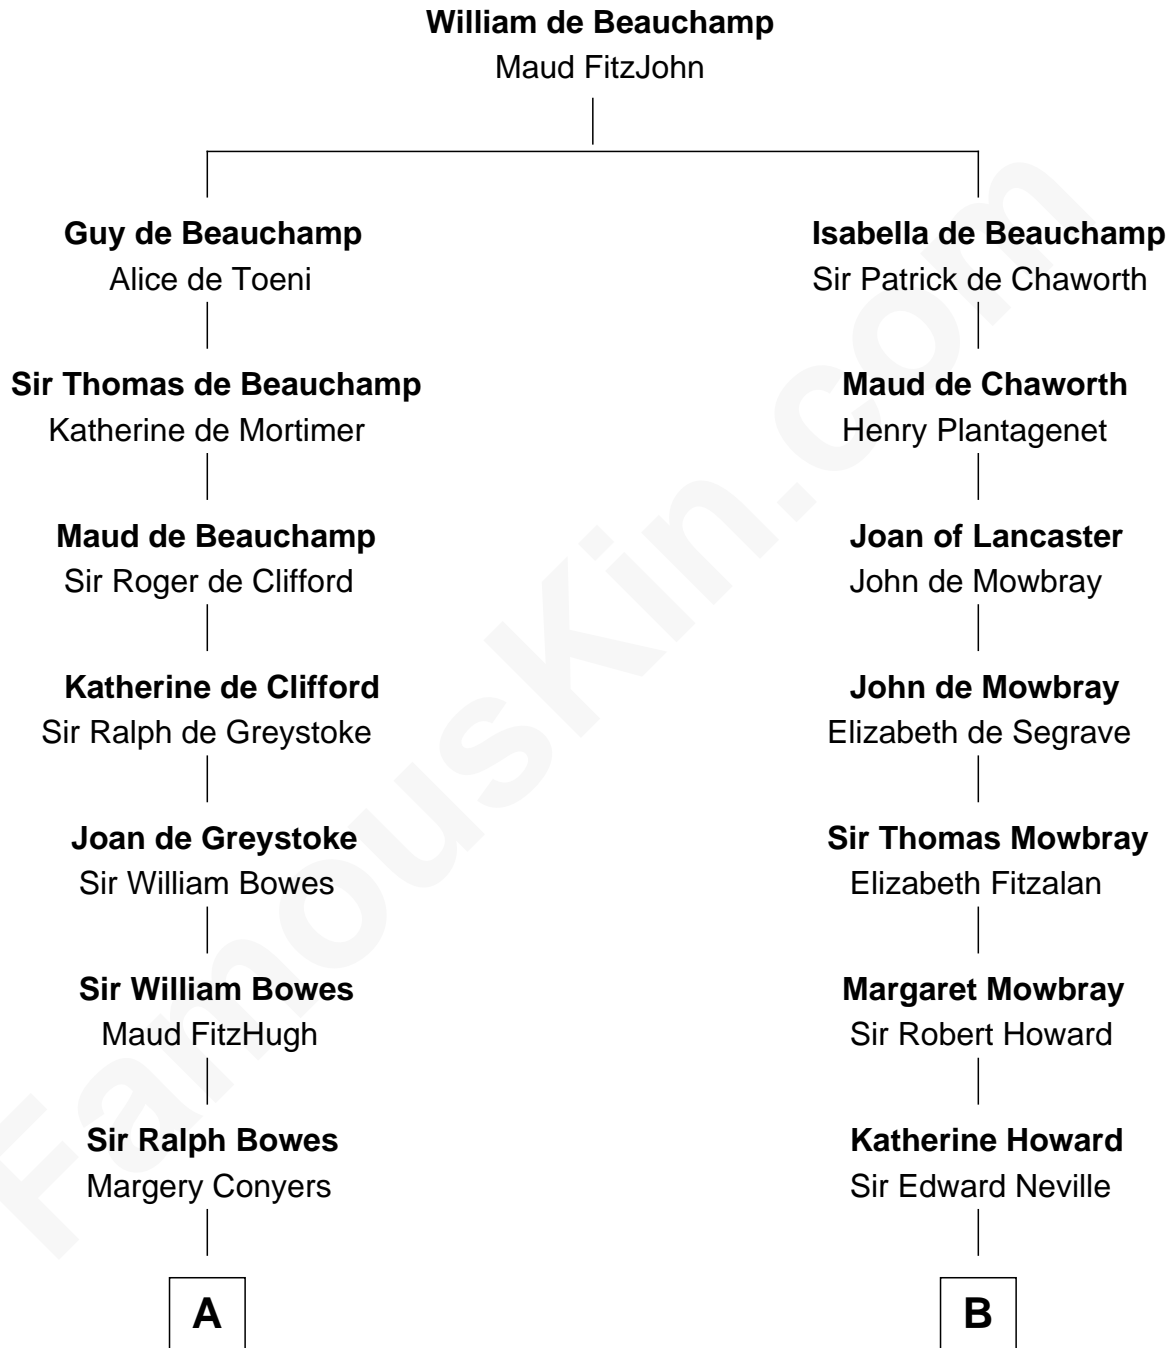 William de Beauchamp
Maud FitzJohn
Guy de Beauchamp
Alice de Toeni
Isabella de Beauchamp
Sir Patrick de Chaworth
Sir Thomas de Beauchamp
Katherine de Mortimer
Maud de Chaworth
Henry Plantagenet
Maud de Beauchamp
Sir Roger de Clifford
Joan of Lancaster
John de Mowbray
Katherine de Clifford
Sir Ralph de Greystoke
John de Mowbray
Elizabeth de Segrave
Joan de Greystoke
Sir William Bowes
Sir Thomas Mowbray
Elizabeth Fitzalan
Sir William Bowes
Maud FitzHugh
Margaret Mowbray
Sir Robert Howard
Sir Ralph Bowes
Margery Conyers
Katherine Howard
Sir Edward Neville
A
B
FamousKin.com